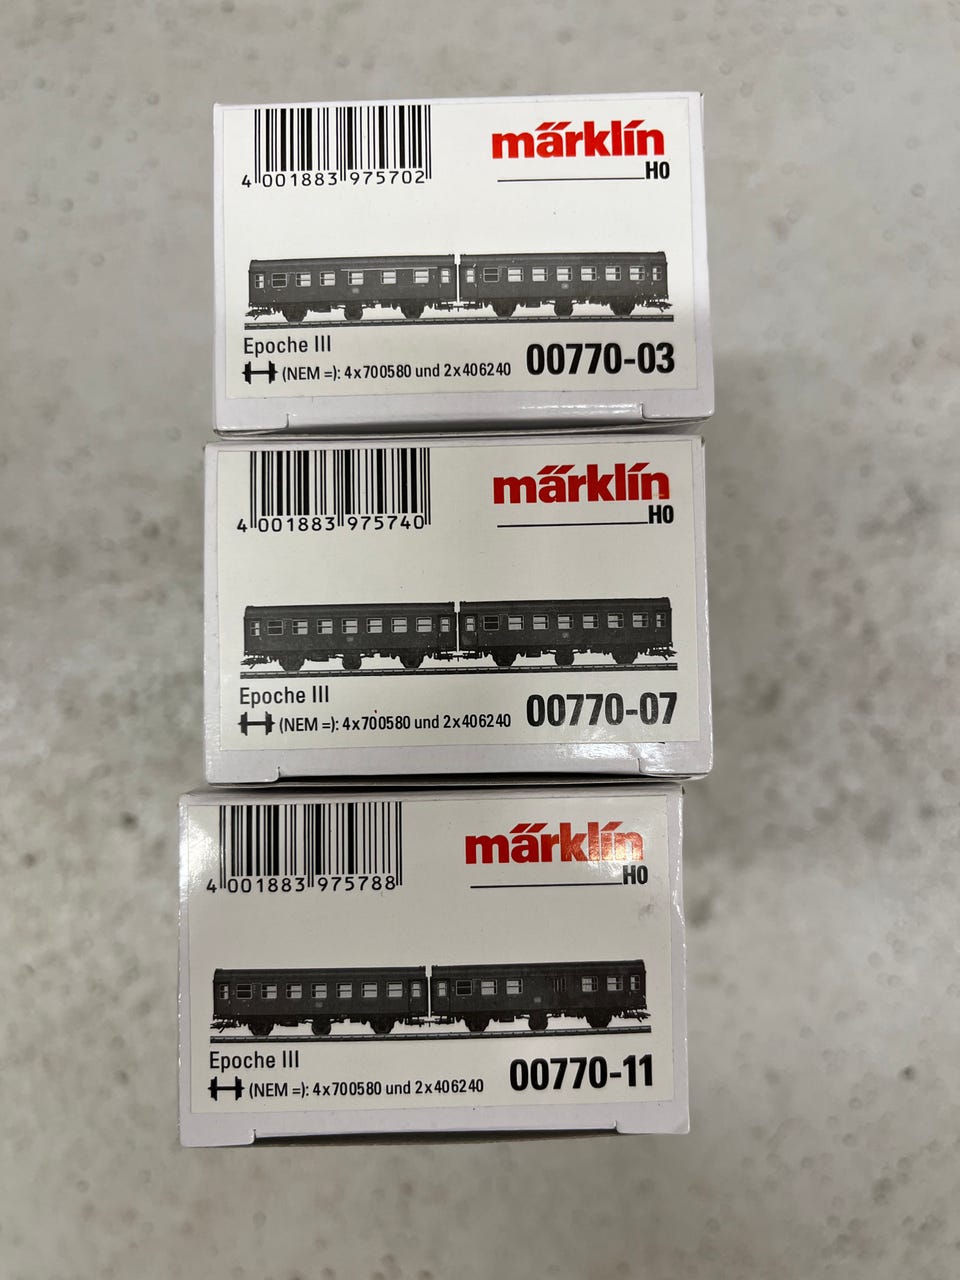 märklin
H0
4 001883 975702
Epoche III
(NEM =): 4x700580 und 2x406240
00770-03
märklin
H0
4 001883 975740
Epoche III
(NEM =): 4x700580 und 2x406240
00770-07
märklin
H0
4 001883 975788
Epoche III
(NEM =): 4x700580 und 2x406240
00770-11